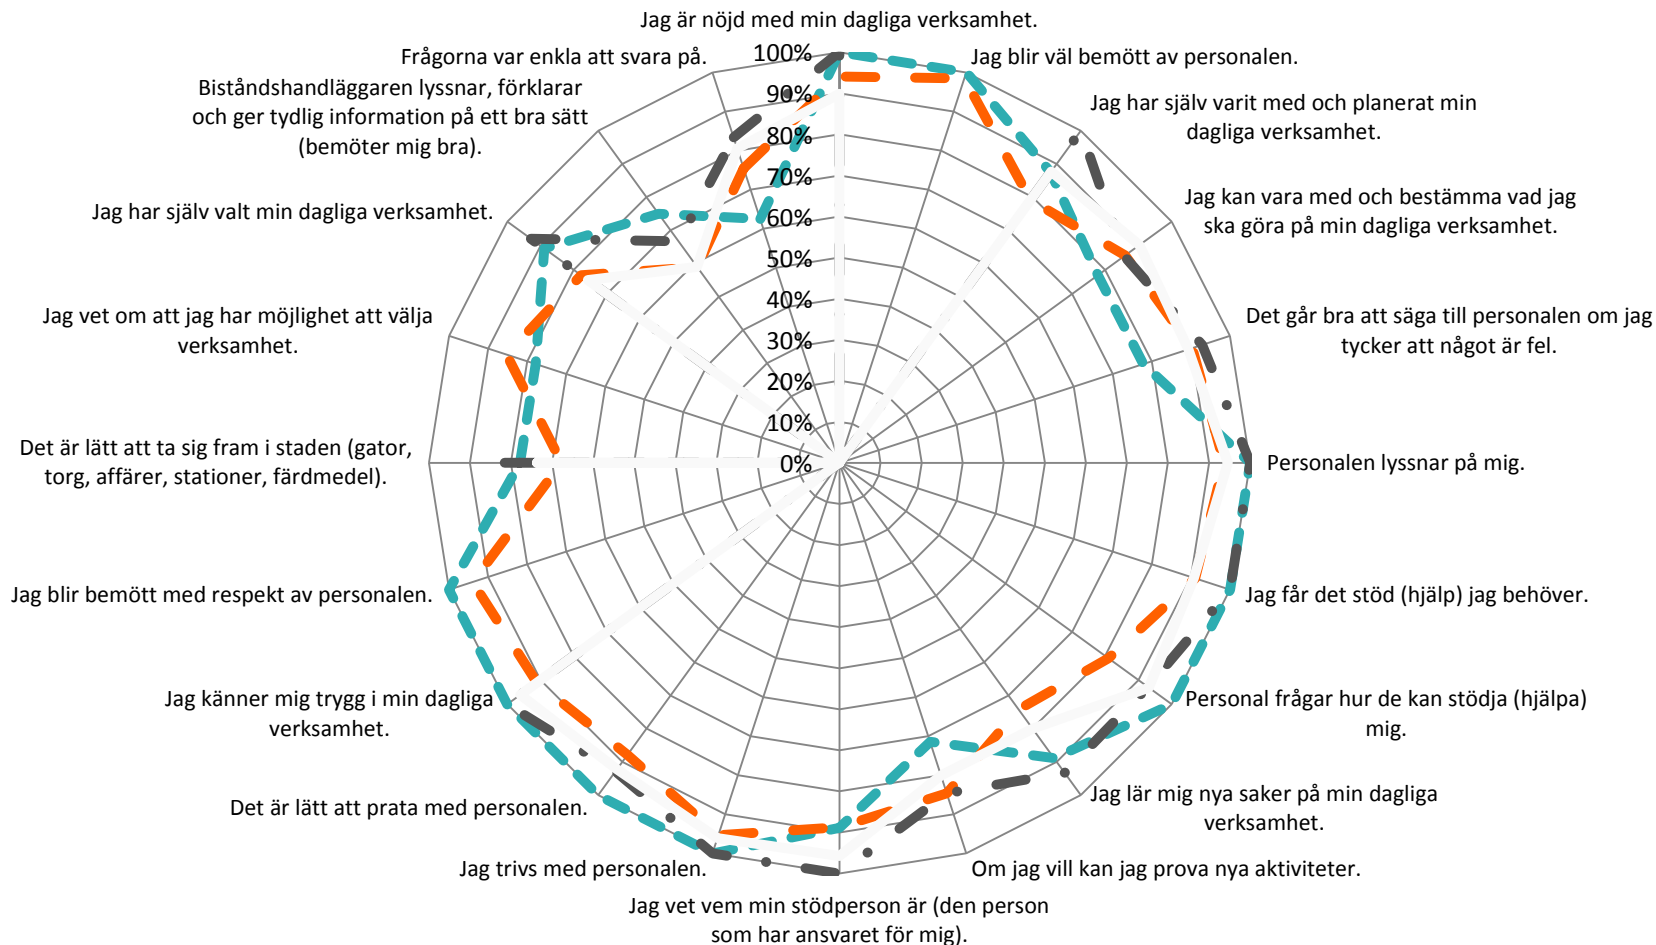 Jag är nöjd med min dagliga verksamhet.
Jag blir väl bemött av personalen.
Jag har själv varit med och planerat min
dagliga verksamhet.
Jag kan vara med och bestämma vad jag
ska göra på min dagliga verksamhet.
Det går bra att säga till personalen om jag
tycker att något är fel.
Personalen lyssnar på mig.
Jag får det stöd (hjälp) jag behöver.
Personal frågar hur de kan stödja (hjälpa)
mig.
Jag lär mig nya saker på min dagliga
verksamhet.
Om jag vill kan jag prova nya aktiviteter.
Jag vet vem min stödperson är (den person
som har ansvaret för mig).
Jag trivs med personalen.
Det är lätt att prata med personalen.
Jag känner mig trygg i min dagliga
verksamhet.
Jag blir bemött med respekt av personalen.
Det är lätt att ta sig fram i staden (gator,
torg, affärer, stationer, färdmedel).
Jag vet om att jag har möjlighet att välja
verksamhet.
Jag har själv valt min dagliga verksamhet.
Biståndshandläggaren lyssnar, förklarar
och ger tydlig information på ett bra sätt
(bemöter mig bra).
Frågorna var enkla att svara på.
100%
90%
80%
70%
60%
50%
40%
30%
20%
10%
0%